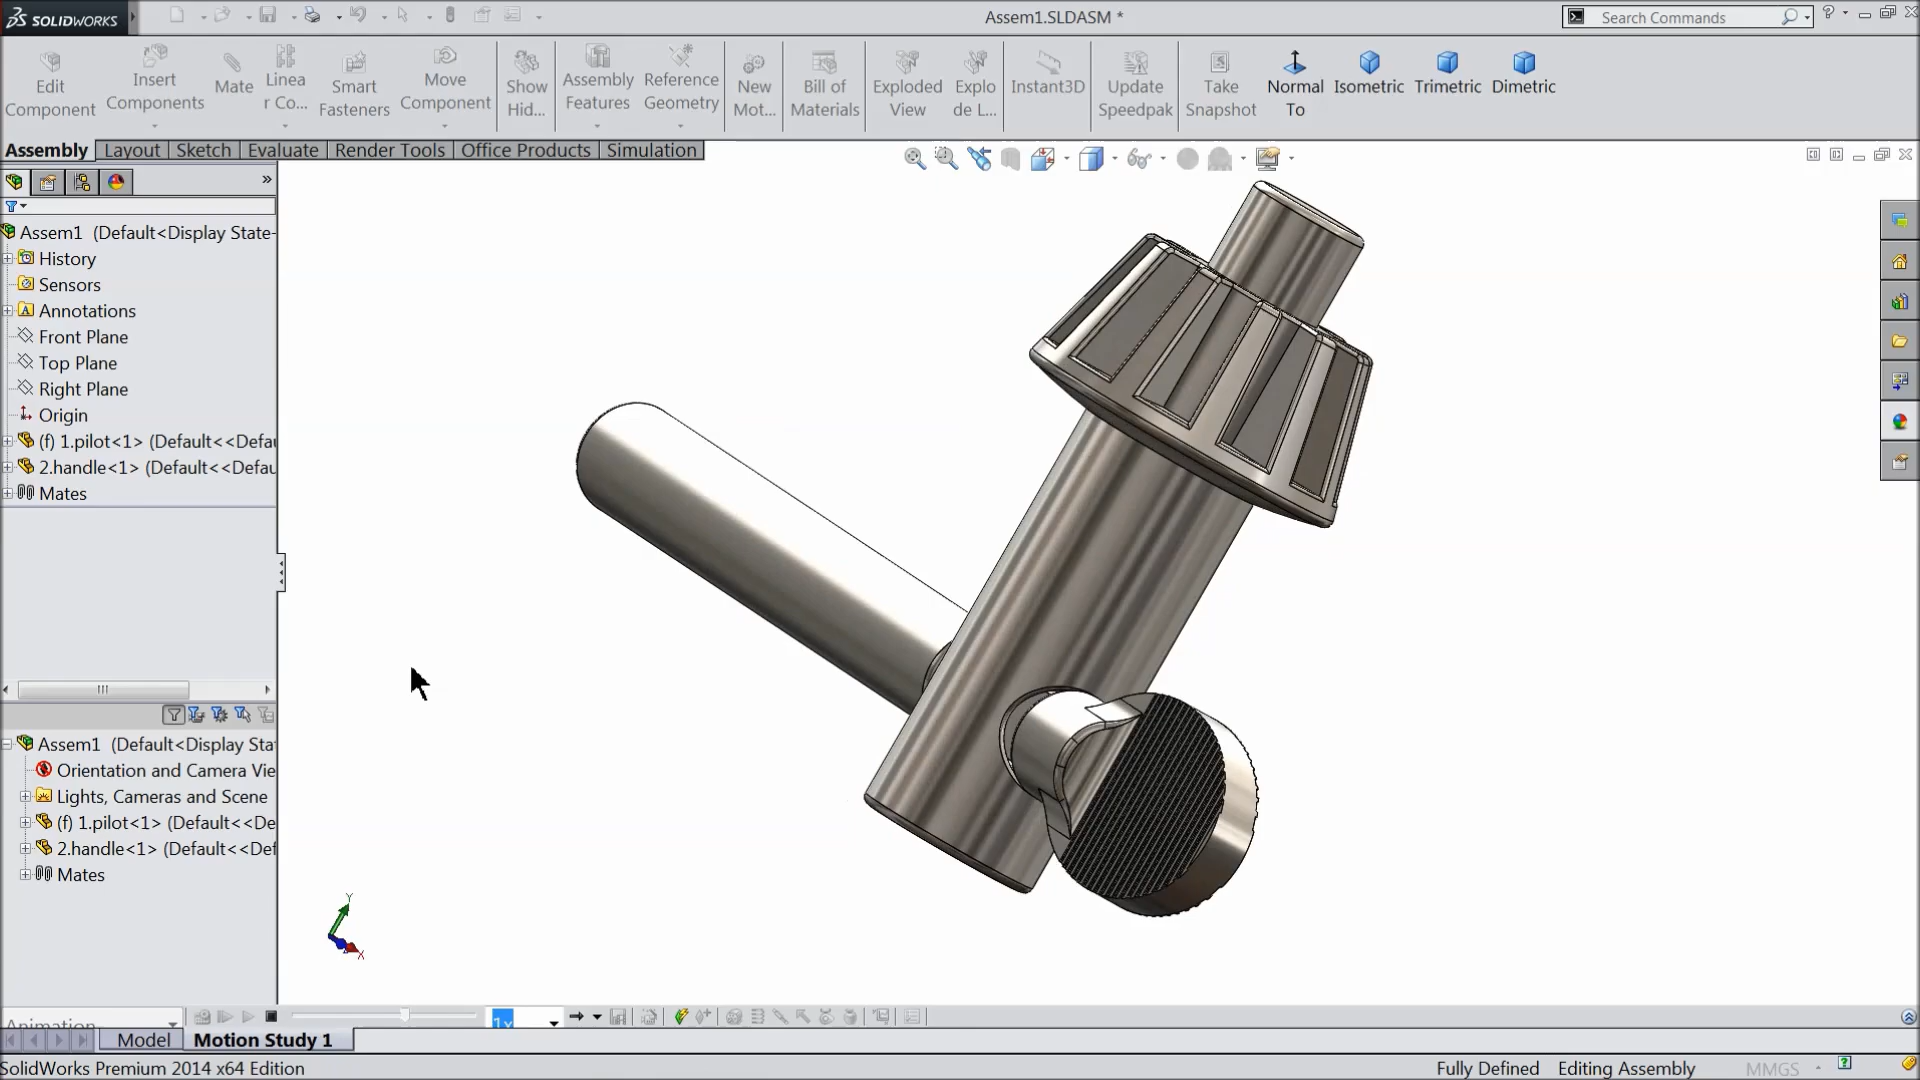 SOLIDWORKS
Assem1.SLDASM *
Search Commands
Edit Component
Insert Components
Mate
Linea r Co...
Smart Fasteners
Move Component
Show Hid...
Assembly Features
Reference Geometry
New Mot...
Bill of Materials
Exploded View
Explo de L...
Instant3D
Update Speedpak
Take Snapshot
Normal To
Isometric
Trimetric
Dimetric
Assembly
Layout
Sketch
Evaluate
Render Tools
Office Products
Simulation
Assem1 (Default<Display State-
History
Sensors
Annotations
Front Plane
Top Plane
Right Plane
Origin
(f) 1.pilot<1> (Default<<Defau
2.handle<1> (Default<<Defau
Mates
Assem1 (Default<Display Sta
Orientation and Camera Vie
Lights, Cameras and Scene
(f) 1.pilot<1> (Default<<De
2.handle<1> (Default<<Def
Mates
Y
X
Animation
1x
Model
Motion Study 1
SolidWorks Premium 2014 x64 Edition
Fully Defined
Editing Assembly
MMGS